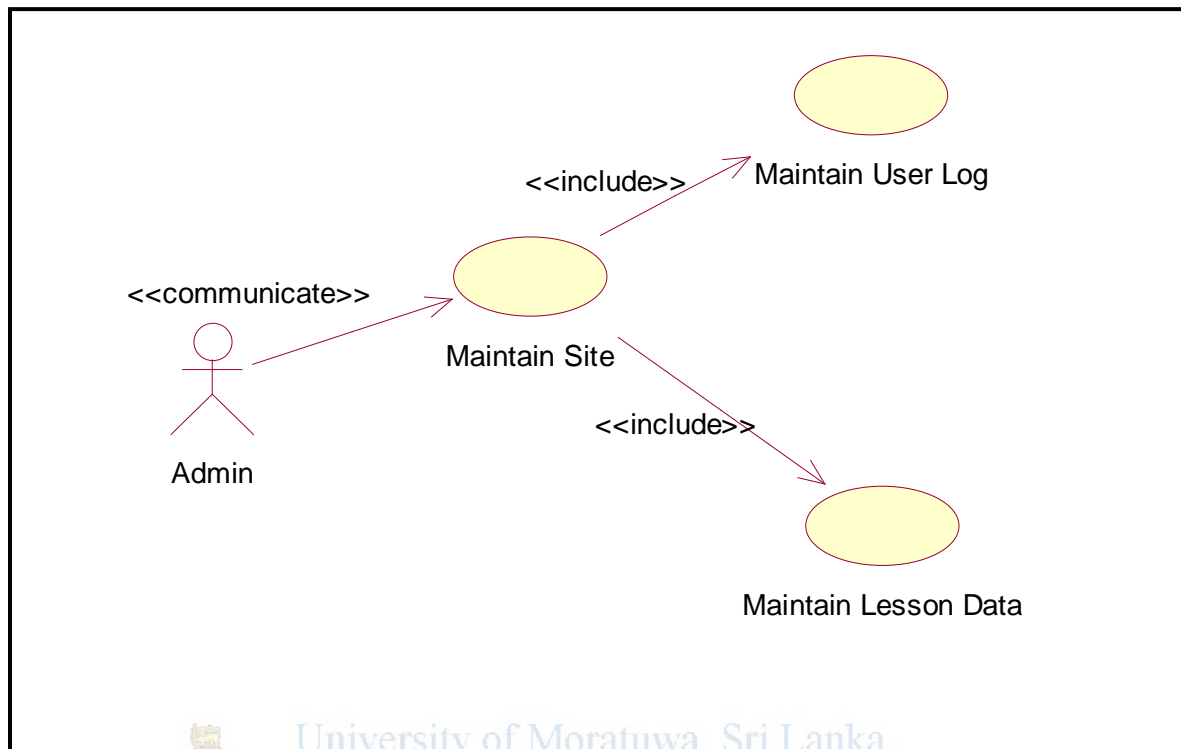 <<include>>
Maintain User Log
<<communicate>>
Maintain Site
<<include>>
Admin
Maintain Lesson Data
University of Moratuwa, Sri Lanka